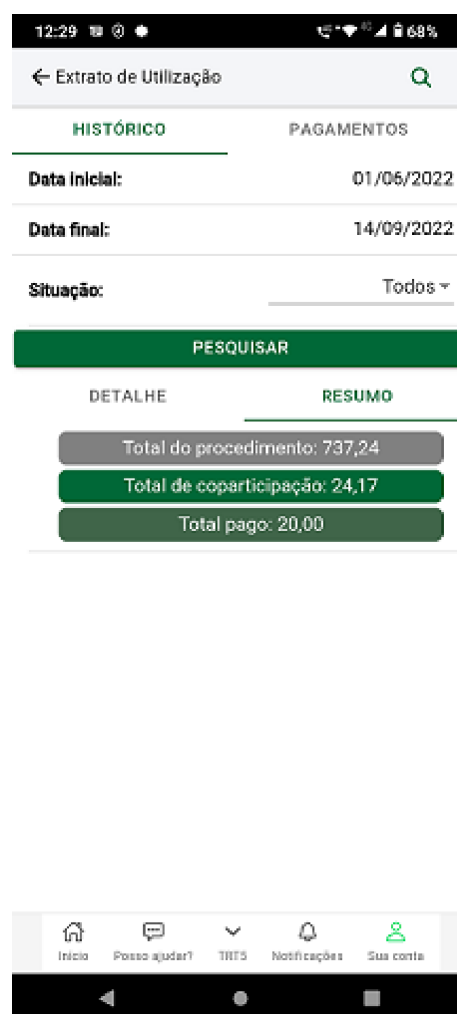 12:29
68%
Extrato de Utilização
HISTÓRICO PAGAMENTOS
Data inicial: 01/06/2022
Data final: 14/09/2022
Situação: Todos
PESQUISAR
DETALHE RESUMO
Total do procedimento: 737,24
Total de coparticipação: 24,17
Total pago: 20,00
Início Posso ajudar? TRT5 Notificações Sua conta